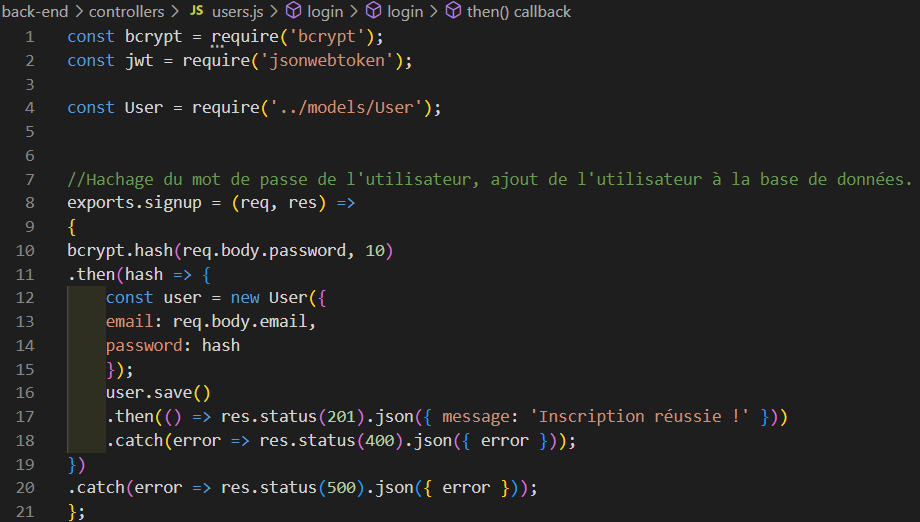 back-end > controllers > JS users.js > login > login > then() callback
1 const bcrypt = require('bcrypt');
2 const jwt = require('jsonwebtoken');
3
4 const User = require('../models/User');
5
6
7 //Hachage du mot de passe de l'utilisateur, ajout de l'utilisateur à la base de données.
8 exports.signup = (req, res) =>
9 {
10 bcrypt.hash(req.body.password, 10)
11 .then(hash => {
12     const user = new User({
13     email: req.body.email,
14     password: hash
15     });
16     user.save()
17     .then(() => res.status(201).json({ message: 'Inscription réussie !' }))
18     .catch(error => res.status(400).json({ error }));
19 })
20 .catch(error => res.status(500).json({ error }));
21 };